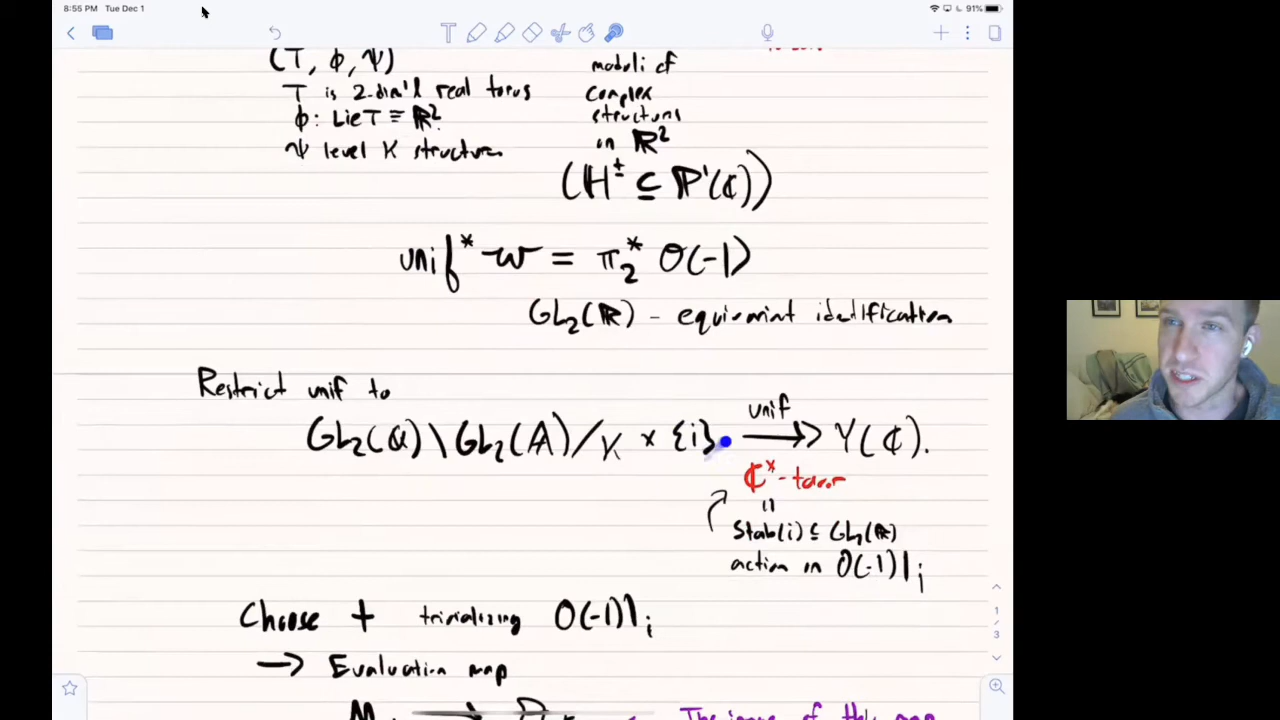 8:55 PM Tue Dec 1
91%
(T, φ, ψ)
T is 2-dim'l real torus
φ: Lie T ≅ ℝ²
ψ level K structure
moduli of
complex
structures
on ℝ²
(ℍ± ⊆ ℙ¹(ℂ))
unif* ω = π₂* O(-1)
GL₂(ℝ) - equivariant identification
Restrict unif to
GL₂(ℚ)\GL₂(𝔸)/K × {i} unif ↠ Y(ℂ).
ℂ× - torsor
Stab(i) ⊆ GL₂(ℝ)
action on O(-1)|ᵢ
Choose t trivializing O(-1)|ᵢ
→ Evaluation map
The image of this map
1
/
3